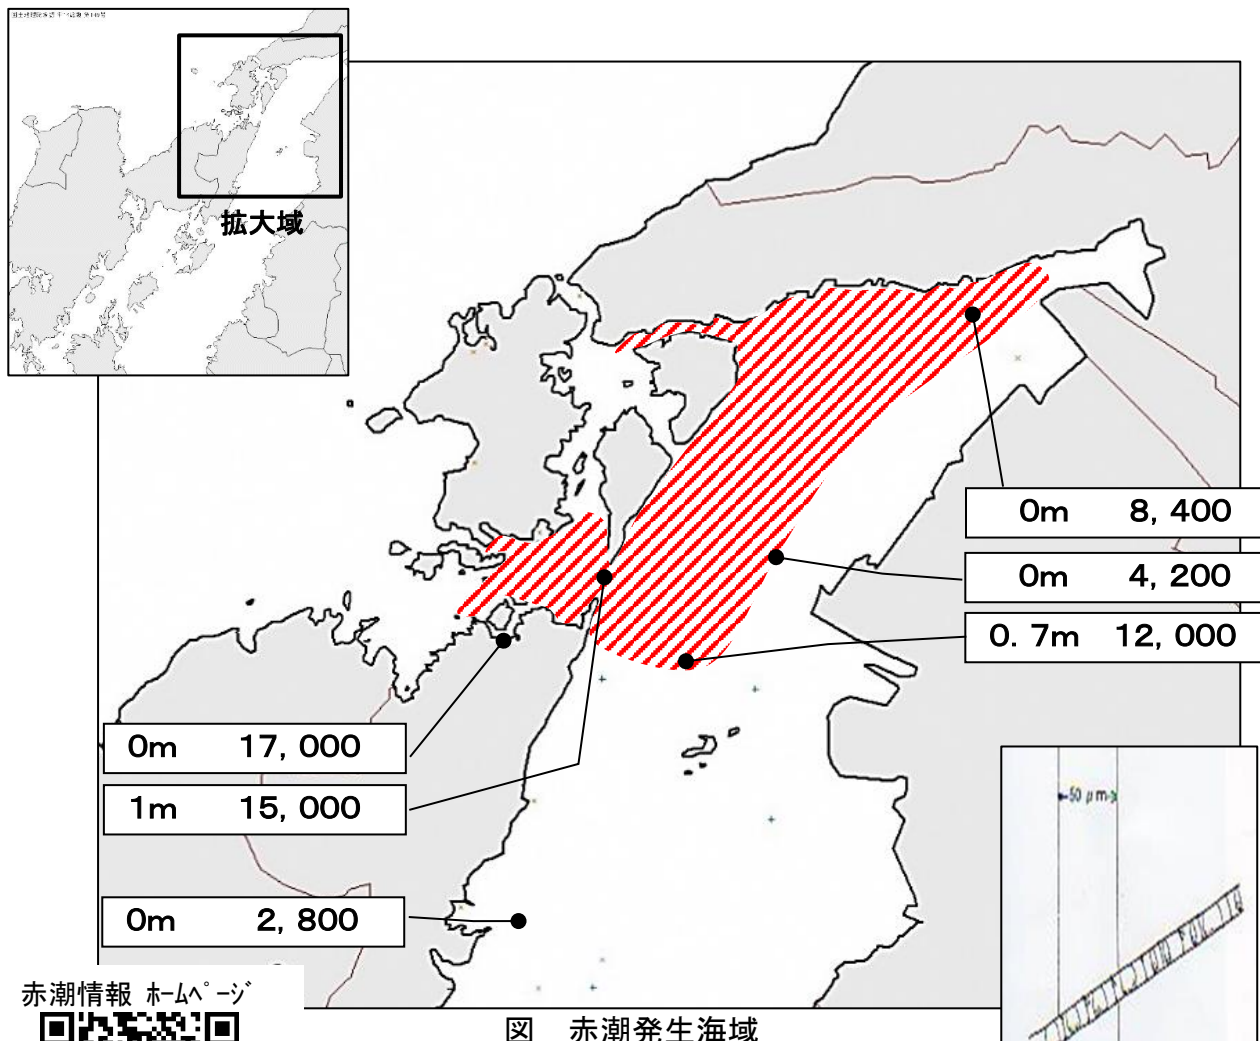 拡大域
0m 8,400
0m 4,200
0.7m 12,000
0m 17,000
1m 15,000
0m 2,800
50 μm
赤潮情報 ホームページ
図 赤潮発生海域